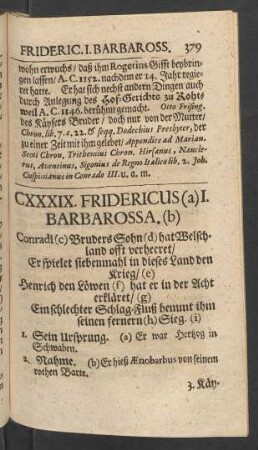 FRIDERIC. I. BARBAROSS. 379
wohn erwuchs/ daß ihm Rogerius Gifft beybrin-
gen lassen/ A. C. 1152. nachdem er 14. Jahr regie-
ret hatte. Er hat sich nechst andern Dingen auch
durch Anlegung des Hof-Gerichts zu Rohts
weil A. C. 1146. berühmt gemacht. Otto Frising.
des Käysers Bruder/ doch nur von der Mutter/
Chron. lib. 7. c. 22. & seqq. Dodechius Presbyter, der
zu einer Zeit mit ihm gelebet/ Appendice ad Marian.
Scoti Chron. Trithemius Chron. Hirsaug, Naucle-
rus, Aventinus, Sigonius de Regno Italico lib. 2. Joh.
Cuspinianus in Conrado III. u. a. m.
CXXXIX. FRIDERICUS (a) I.
BARBAROSSA. (b)
Conradi (c) Bruders Sohn (d) hat Welsch-
land offt verheeret/
Er spielet siebenmahl in dieses Land den
Krieg/ (e)
Henrich den Löwen (f) hat er in der Acht
erkläret/ (g)
Ein schlechter Schlag-Fluß hemmt ihm
seinen fernern (h) Sieg. (i)
1. Sein Ursprung. (a) Er war Hertzog in
Schwaben.
2. Nahme. (b) Er hieß Ænobarbus von seinem
rothen Barte.
3. Käy-